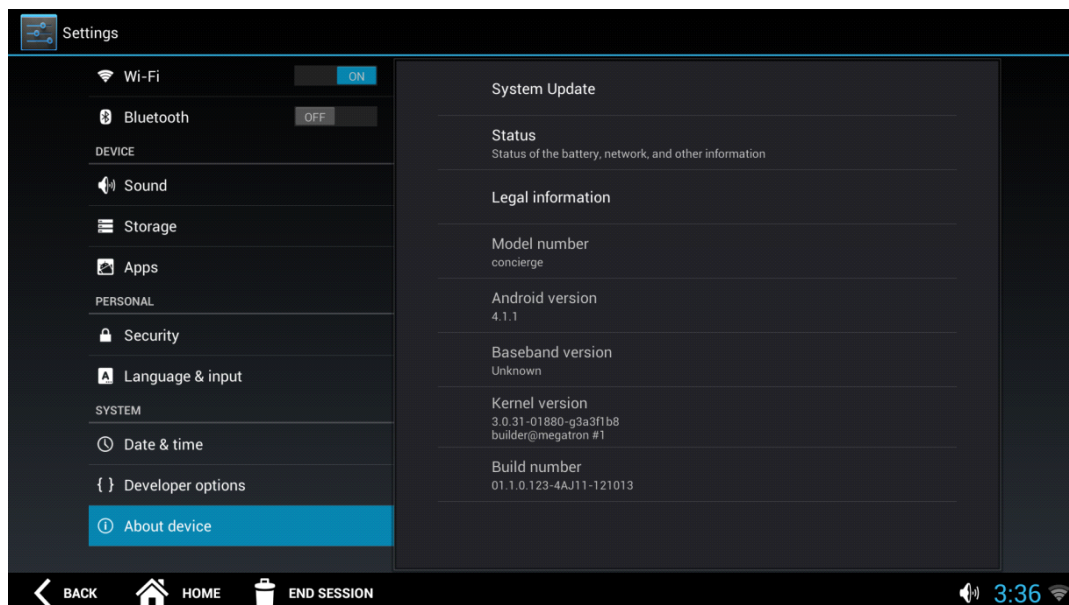 Settings
Wi-Fi ON
Bluetooth OFF
DEVICE
Sound
Storage
Apps
PERSONAL
Security
Language & input
SYSTEM
Date & time
{ } Developer options
About device
System Update
Status
Status of the battery, network, and other information
Legal information
Model number
concierge
Android version
4.1.1
Baseband version
Unknown
Kernel version
3.0.31-01880-g3a3f1b8
builder@megatron #1
Build number
01.1.0.123-4AJ11-121013
BACK HOME END SESSION 3:36